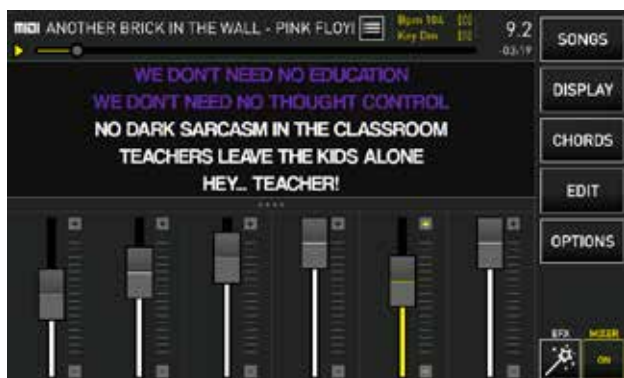 MIDI ANOTHER BRICK IN THE WALL - PINK FLOYI
Bpm 104 [0]
Key Dm [0]
9.2
-03:19
WE DON'T NEED NO EDUCATION
WE DON'T NEED NO THOUGHT CONTROL
NO DARK SARCASM IN THE CLASSROOM
TEACHERS LEAVE THE KIDS ALONE
HEY... TEACHER!
SONGS
DISPLAY
CHORDS
EDIT
OPTIONS
EFX MIXER
ON